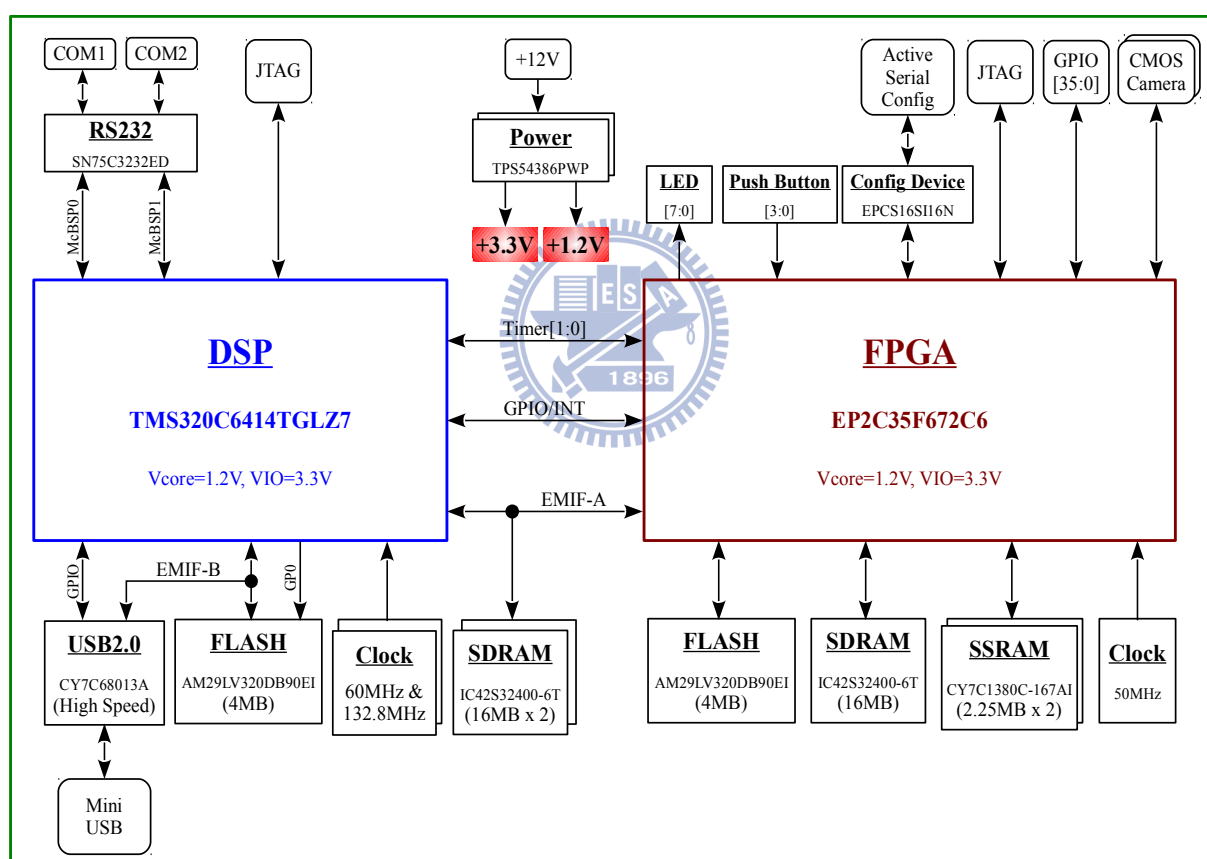 COM1
COM2
JTAG
+12V
Active
Serial
Config
JTAG
GPIO
[35:0]
CMOS
Camera
RS232
SN75C3232ED
Power
TPS54386PWP
LED
[7:0]
Push Button
[3:0]
Config Device
EPCS16SI16N
McBSP0
McBSP1
+3.3V
+1.2V
ESA
1896
DSP
TMS320C6414TGLZ7
Vcore=1.2V, VIO=3.3V
Timer[1:0]
GPIO/INT
EMIF-A
FPGA
EP2C35F672C6
Vcore=1.2V, VIO=3.3V
GPIO
EMIF-B
GP0
USB2.0
CY7C68013A
(High Speed)
FLASH
AM29LV320DB90EI
(4MB)
Clock
60MHz &
132.8MHz
SDRAM
IC42S32400-6T
(16MB x 2)
FLASH
AM29LV320DB90EI
(4MB)
SDRAM
IC42S32400-6T
(16MB)
SSRAM
CY7C1380C-167AI
(2.25MB x 2)
Clock
50MHz
Mini
USB